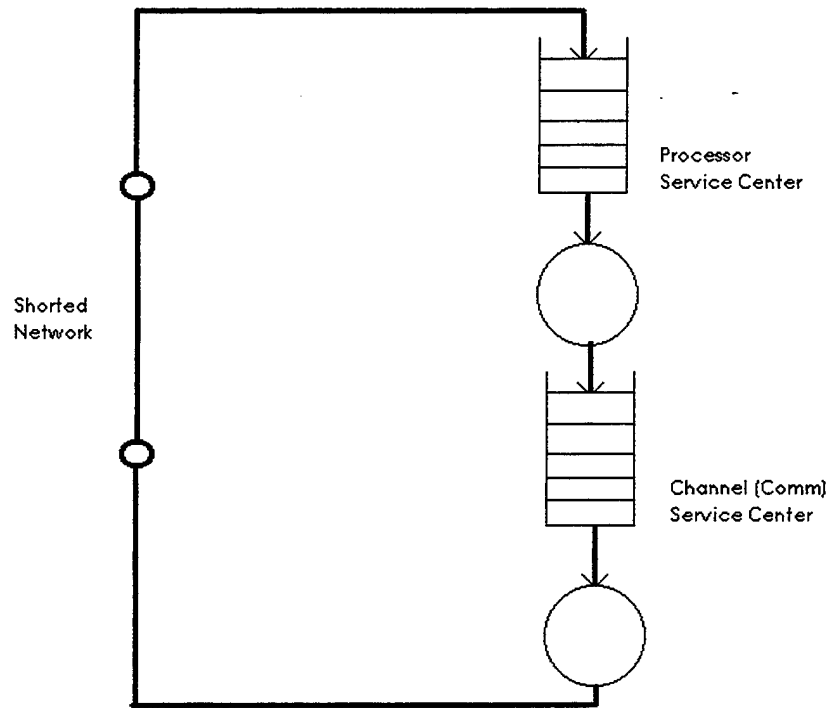 Processor
Service Center
Shorted
Network
Channel (Comm)
Service Center